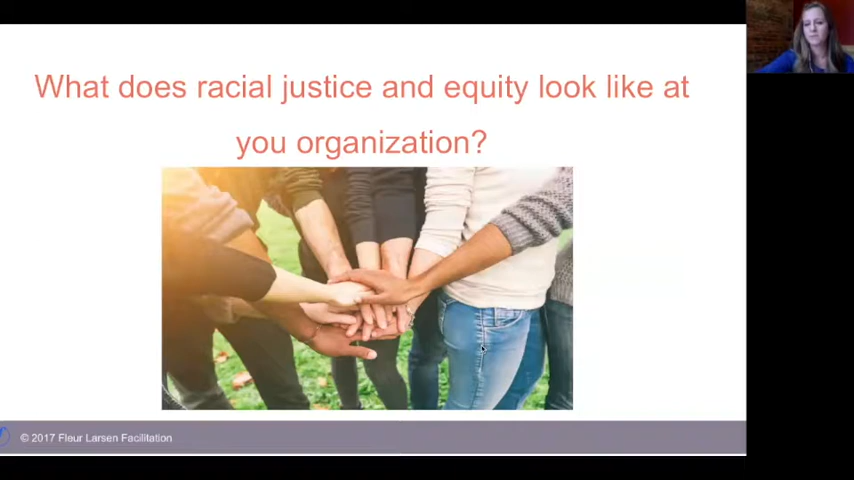 What does racial justice and equity look like at
you organization?
© 2017 Fleur Larsen Facilitation